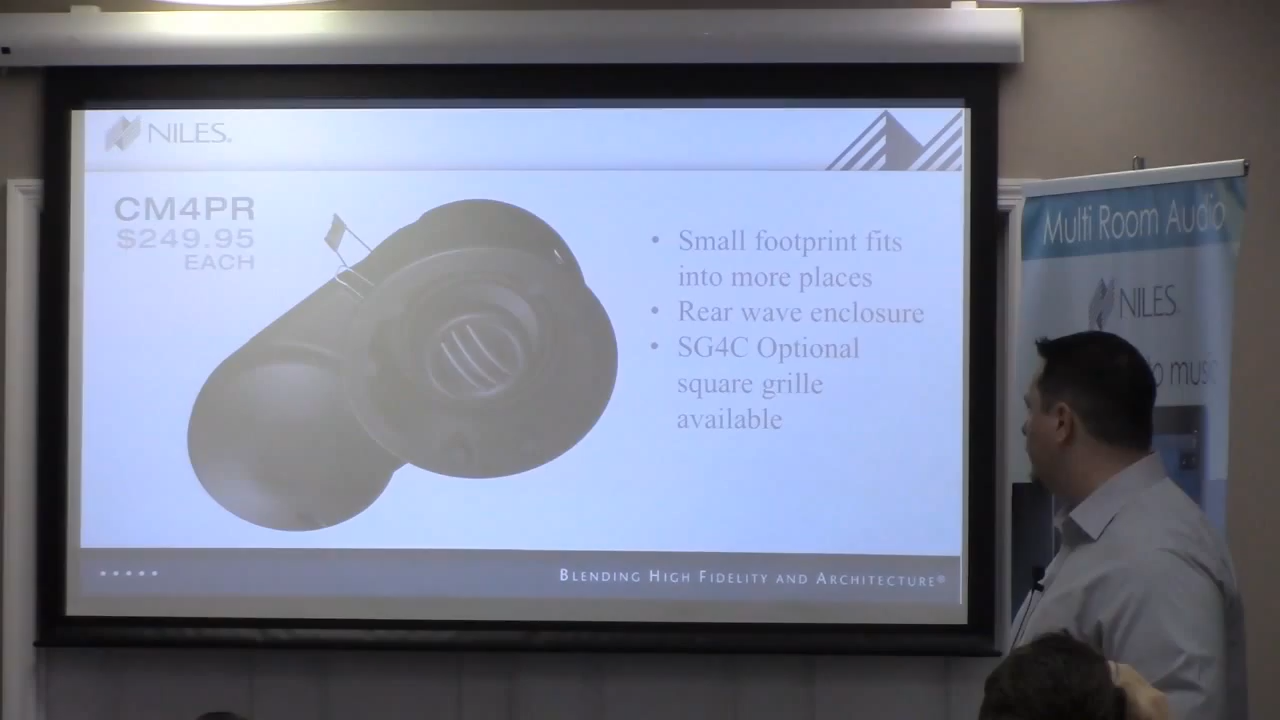 NILES®
CM4PR
$249.95
EACH
• Small footprint fits
into more places
• Rear wave enclosure
• SG4C Optional
square grille
available
BLENDING HIGH FIDELITY AND ARCHITECTURE®
Multi Room Audio
NILES